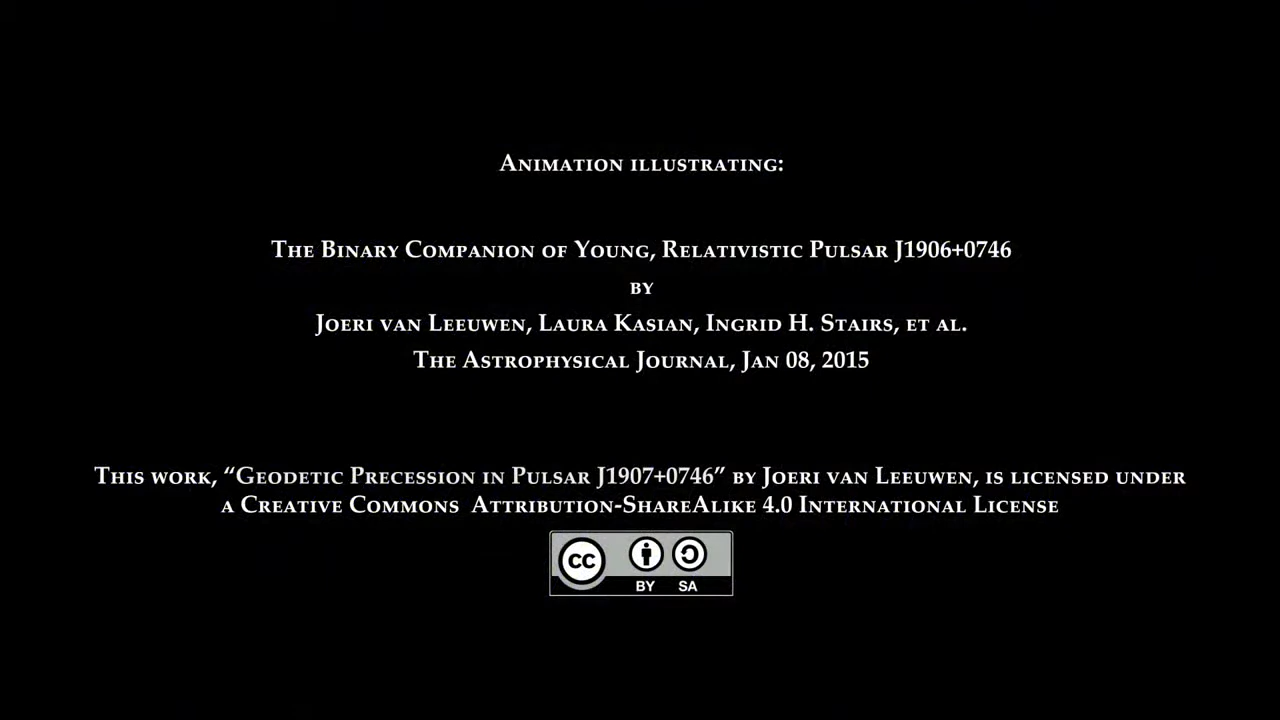 Animation illustrating:
The Binary Companion of Young, Relativistic Pulsar J1906+0746
by
Joeri van Leeuwen, Laura Kasian, Ingrid H. Stairs, et al.
The Astrophysical Journal, Jan 08, 2015
This work, “Geodetic Precession in Pulsar J1907+0746” by Joeri van Leeuwen, is licensed under
a Creative Commons Attribution-ShareAlike 4.0 International License
cc
BY SA